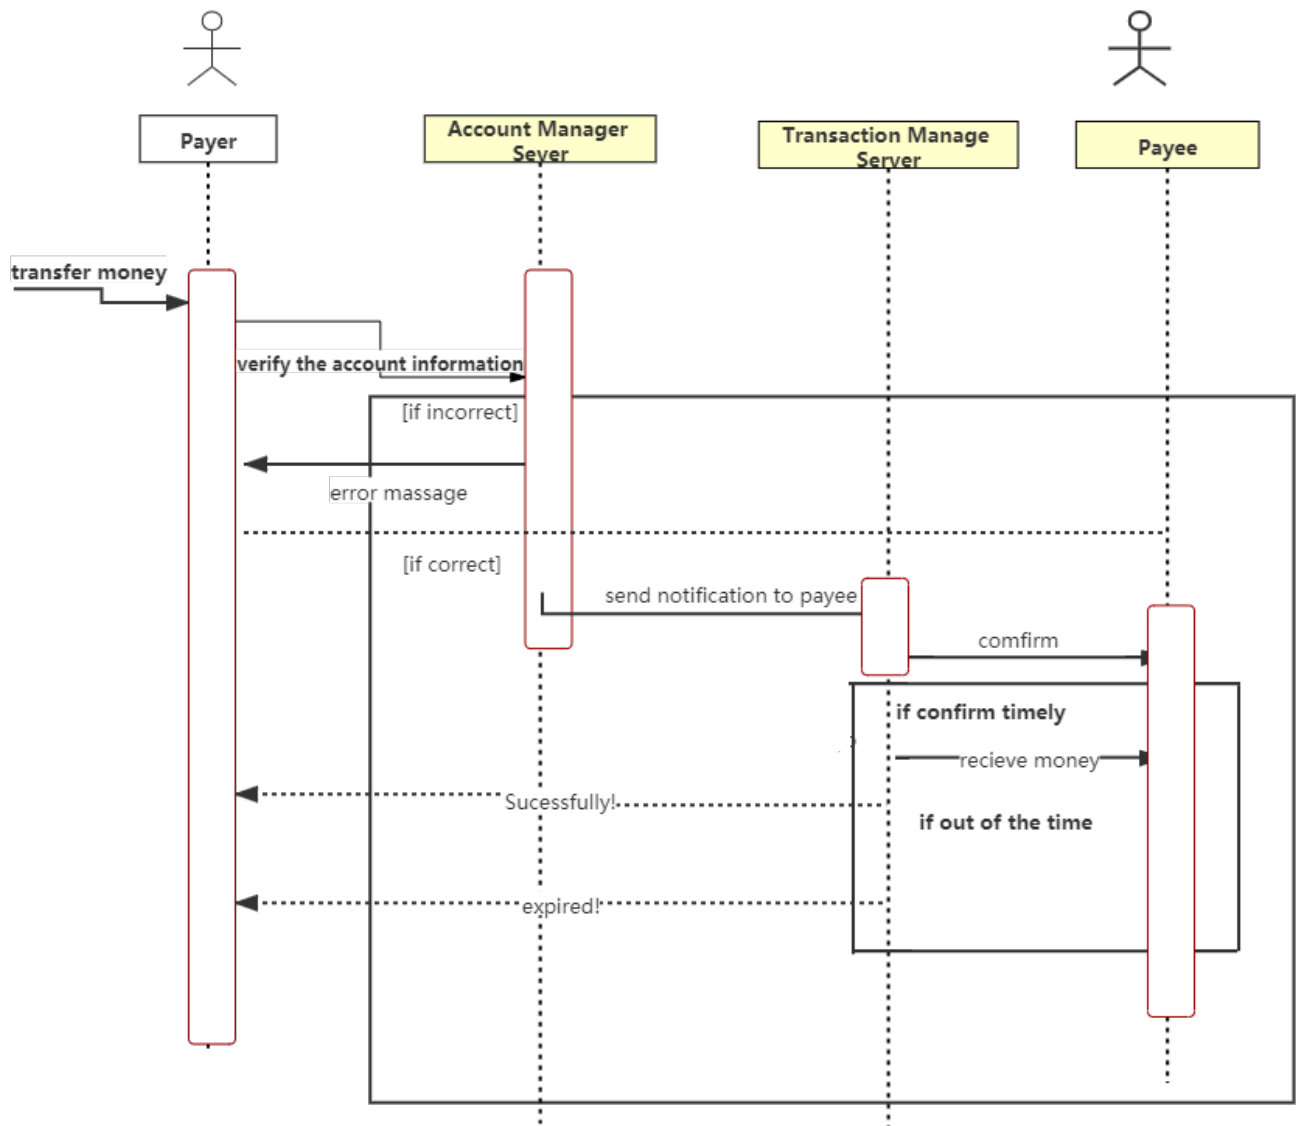 Payer
Account Manager
Sever
Transaction Manage
Server
Payee
transfer money
verify the account information
[if incorrect]
error massage
[if correct]
send notification to payee
comfirm
if confirm timely
recieve money
Sucessfully!
if out of the time
expired!